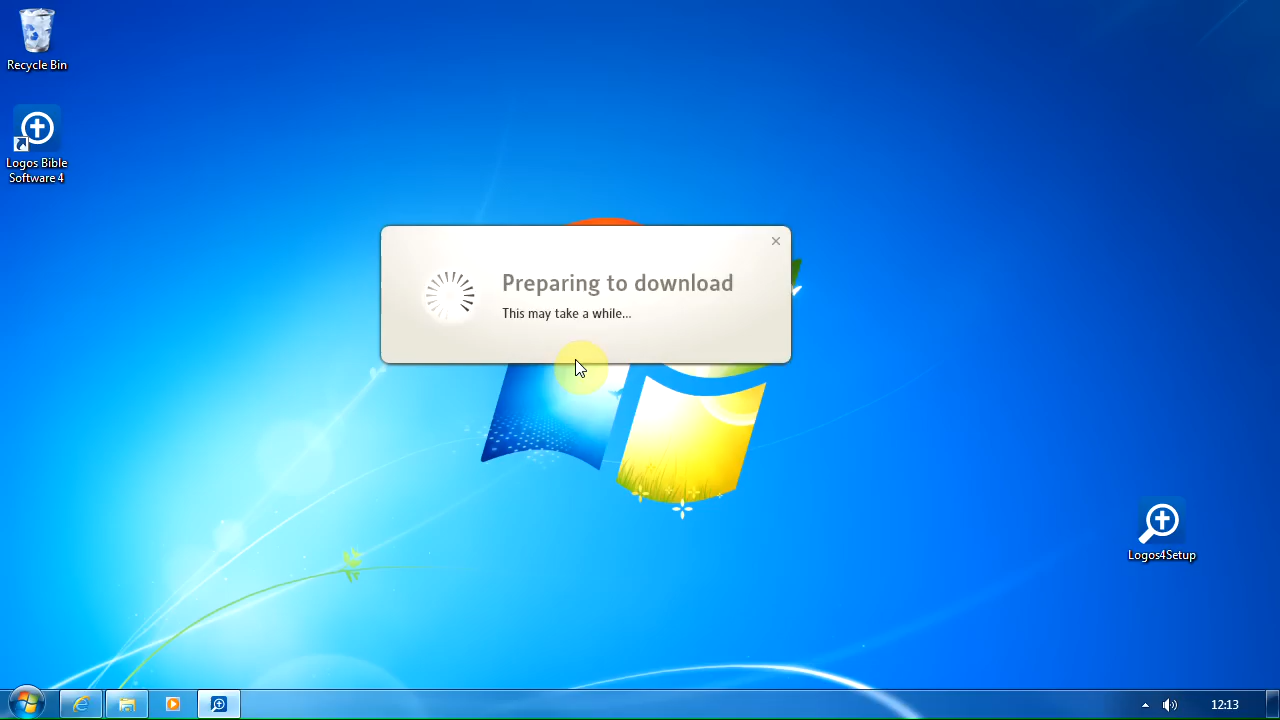 Recycle Bin
Logos Bible
Software 4
Preparing to download
This may take a while...
Logos4Setup
12:13